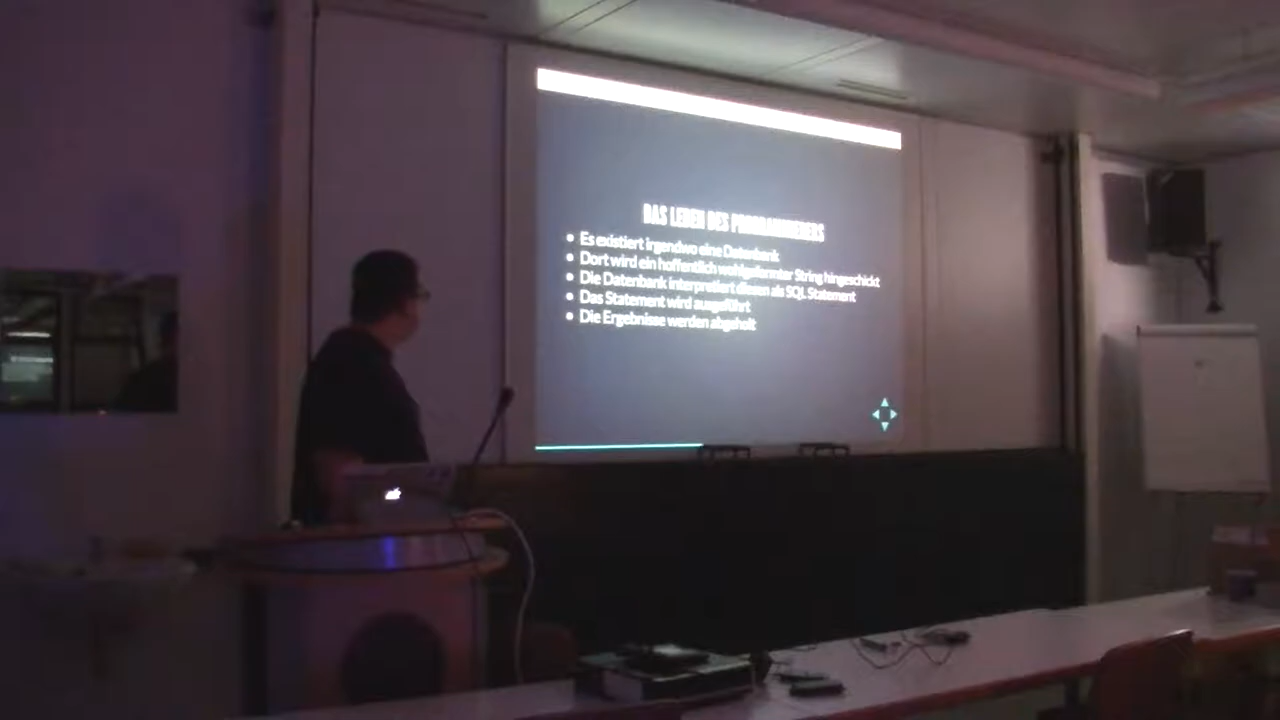 DAS LEBEN DES PROGRAMMIERERS
Es existiert irgendwo eine Datenbank
Dort wird ein hoffentlich wohlgeformter String hingeschickt
Die Datenbank interpretiert diesen als SQL Statement
Das Statement wird ausgeführt
Die Ergebnisse werden abgeholt